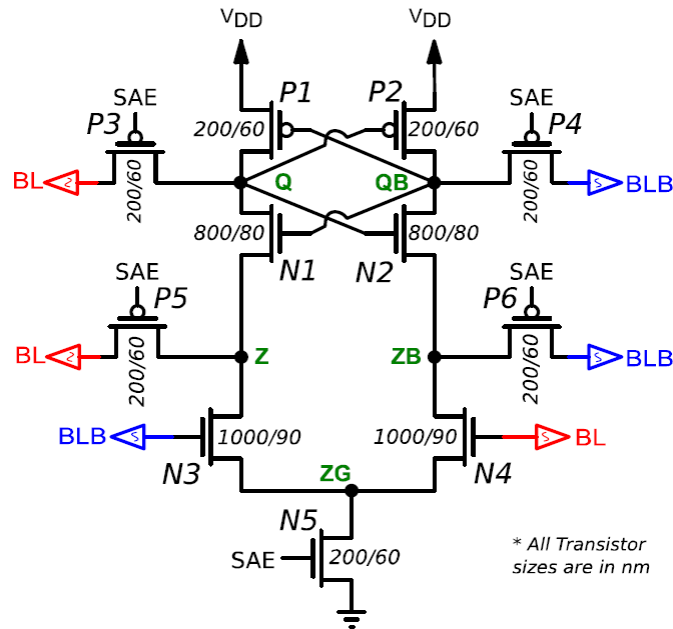 VDD VDD
P1 P2
SAE SAE
P3 200/60 200/60 P4
BL Q QB BLB
200/60 200/60
800/80 800/80
N1 N2
SAE SAE
P5 P6
BL Z ZB BLB
200/60 200/60
BLB 1000/90 1000/90 BL
N3 ZG N4
N5
SAE 200/60
* All Transistor
sizes are in nm